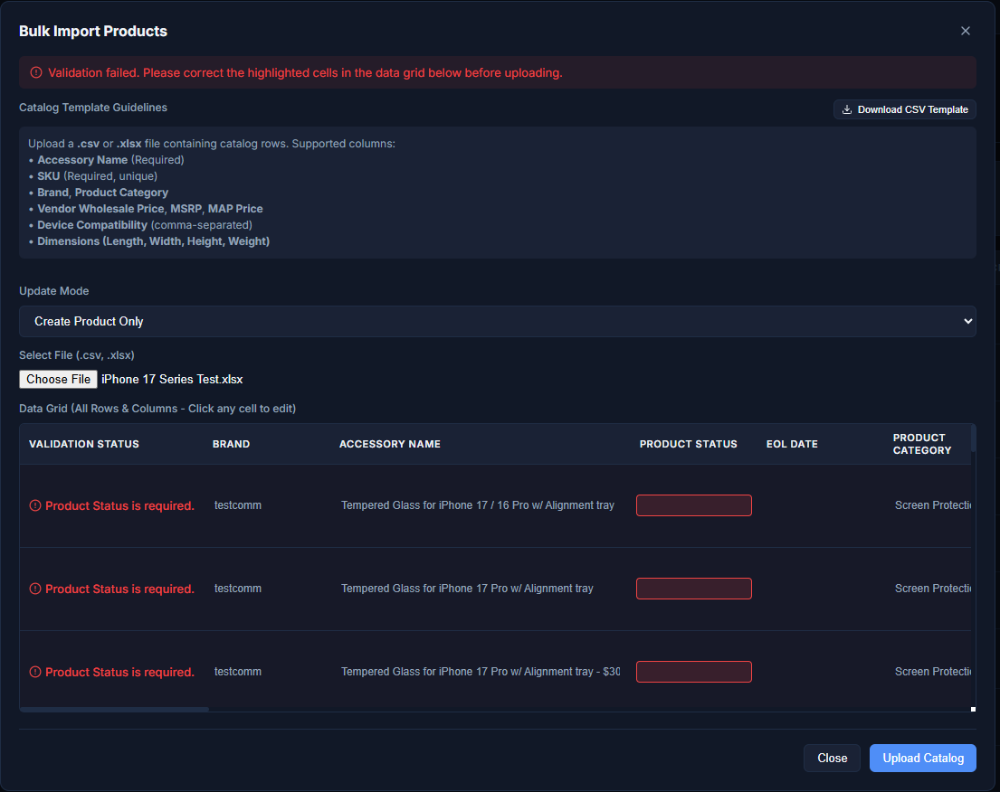 Bulk Import Products
Validation failed. Please correct the highlighted cells in the data grid below before uploading.
Catalog Template Guidelines
Download CSV Template
Upload a .csv or .xlsx file containing catalog rows. Supported columns:
• Accessory Name (Required)
• SKU (Required, unique)
• Brand, Product Category
• Vendor Wholesale Price, MSRP, MAP Price
• Device Compatibility (comma-separated)
• Dimensions (Length, Width, Height, Weight)
Update Mode
Create Product Only
Select File (.csv, .xlsx)
Choose File iPhone 17 Series Test.xlsx
Data Grid (All Rows & Columns - Click any cell to edit)
VALIDATION STATUS BRAND ACCESSORY NAME PRODUCT STATUS EOL DATE PRODUCT CATEGORY
Product Status is required. testcomm Tempered Glass for iPhone 17 / 16 Pro w/ Alignment tray Screen Protectio
Product Status is required. testcomm Tempered Glass for iPhone 17 Pro w/ Alignment tray Screen Protectio
Product Status is required. testcomm Tempered Glass for iPhone 17 Pro w/ Alignment tray - $30 Screen Protectio
Close
Upload Catalog